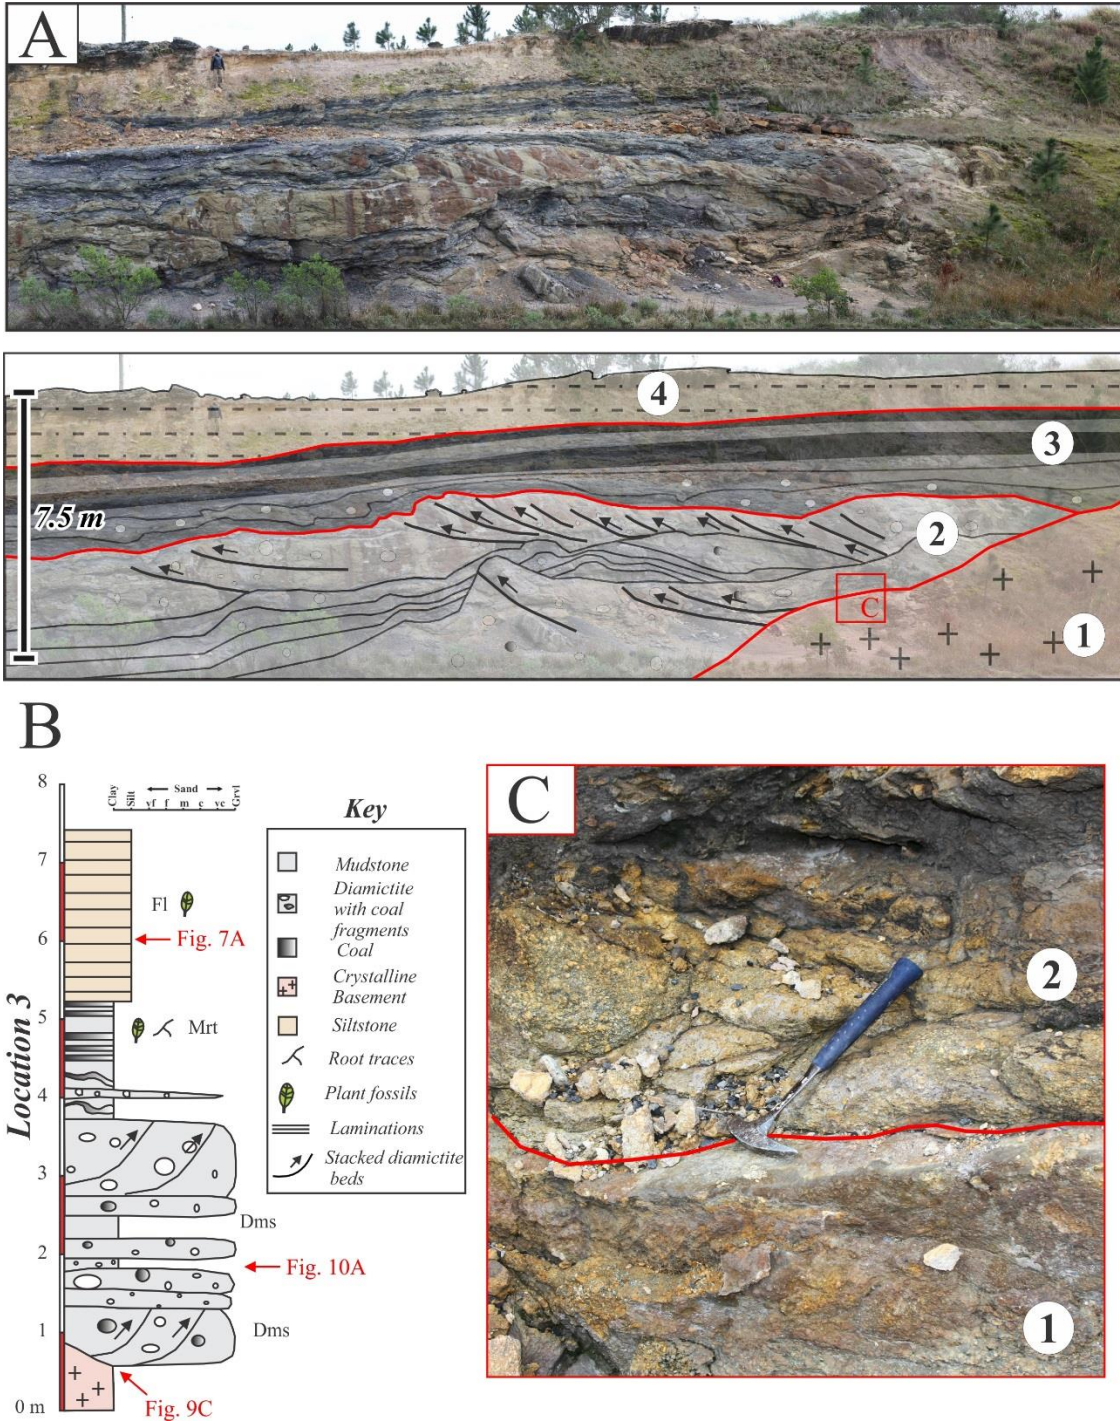 A
4
3
7.5 m
2
C
1
B
8
7
6
5
4
3
2
1
0 m
Location 3
Clay
Silt
Sand
vf f m c vc
Grvl
Fl
Fig. 7A
Mrt
Dms
Fig. 10A
Dms
Fig. 9C
Key
Mudstone
Diamictite
with coal
fragments
Coal
Crystalline
Basement
Siltstone
Root traces
Plant fossils
Laminations
Stacked diamictite
beds
C
2
1